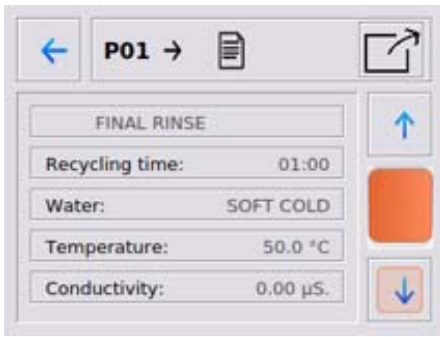 P01 →
FINAL RINSE
Recycling time: 01:00
Water: SOFT COLD
Temperature: 50.0 °C
Conductivity: 0.00 µS.